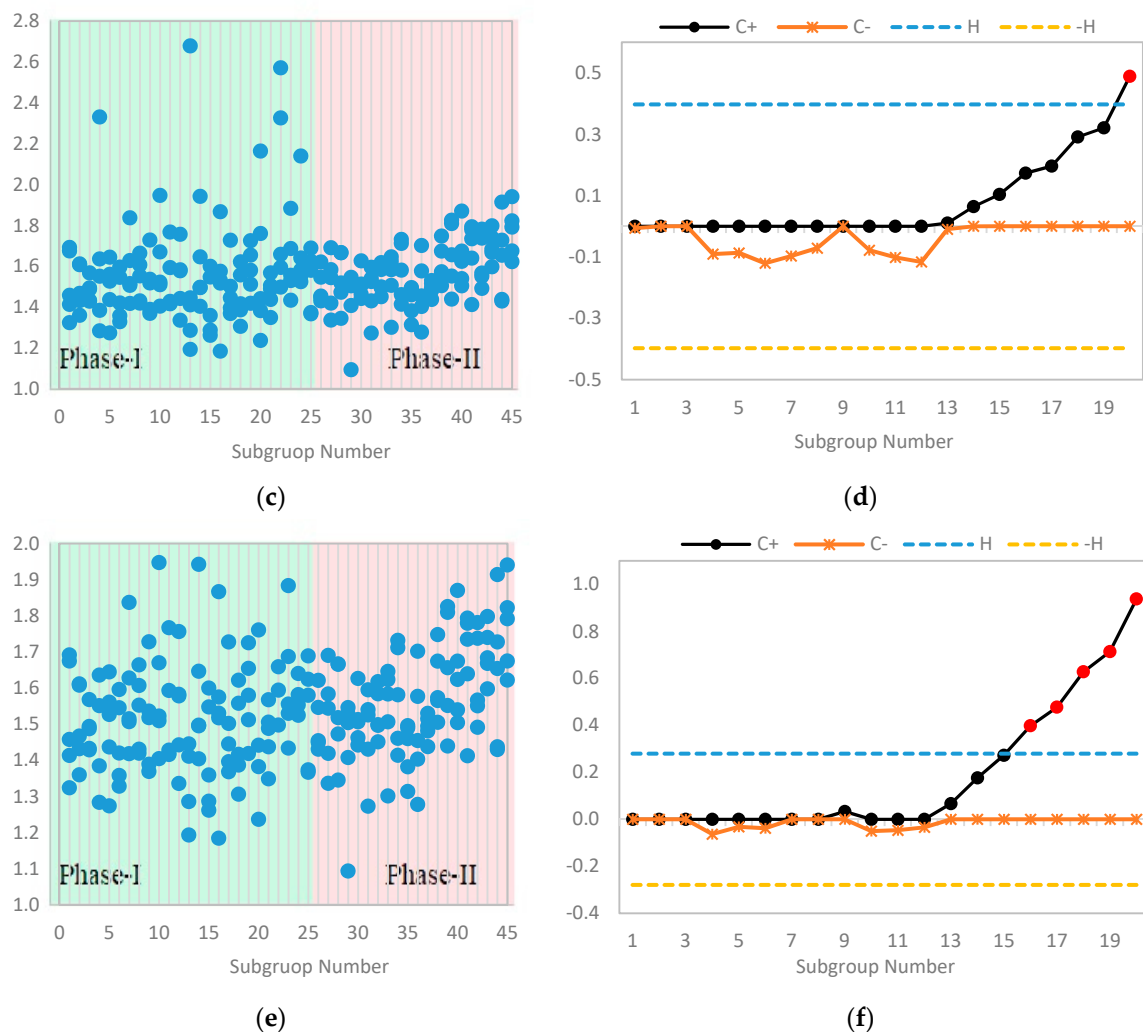 2.8
2.6
2.4
2.2
2.0
1.8
1.6
1.4
1.2
1.0
Phase-I
Phase-II
0 5 10 15 20 25 30 35 40 45
Subgruop Number
(c)
C+ C- H -H
0.5
0.3
0.1
-0.1
-0.3
-0.5
1 3 5 7 9 11 13 15 17 19
Subgroup Number
(d)
2.0
1.9
1.8
1.7
1.6
1.5
1.4
1.3
1.2
1.1
1.0
Phase-I
Phase-II
0 5 10 15 20 25 30 35 40 45
Subgruop Number
(e)
C+ C- H -H
1.0
0.8
0.6
0.4
0.2
0.0
-0.2
-0.4
1 3 5 7 9 11 13 15 17 19
Subgroup Number
(f)